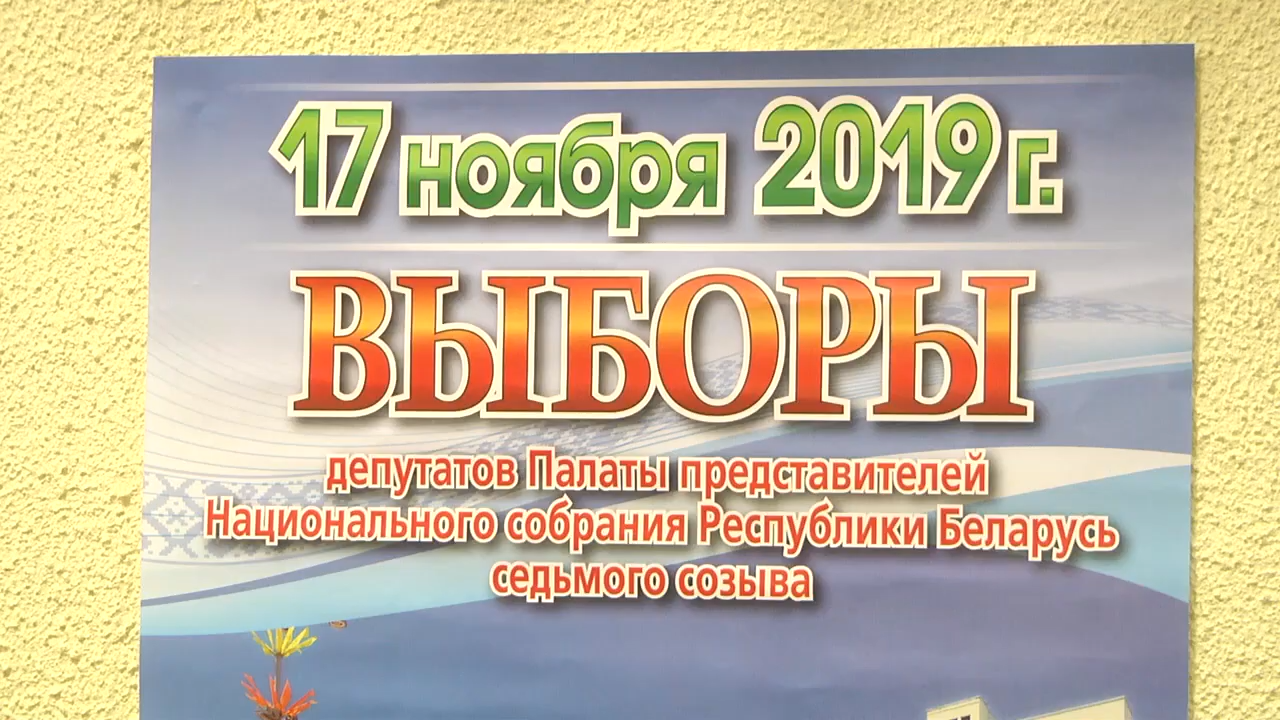 17 ноября 2019 г.
ВЫБОРЫ
депутатов Палаты представителей
Национального собрания Республики Беларусь
седьмого созыва